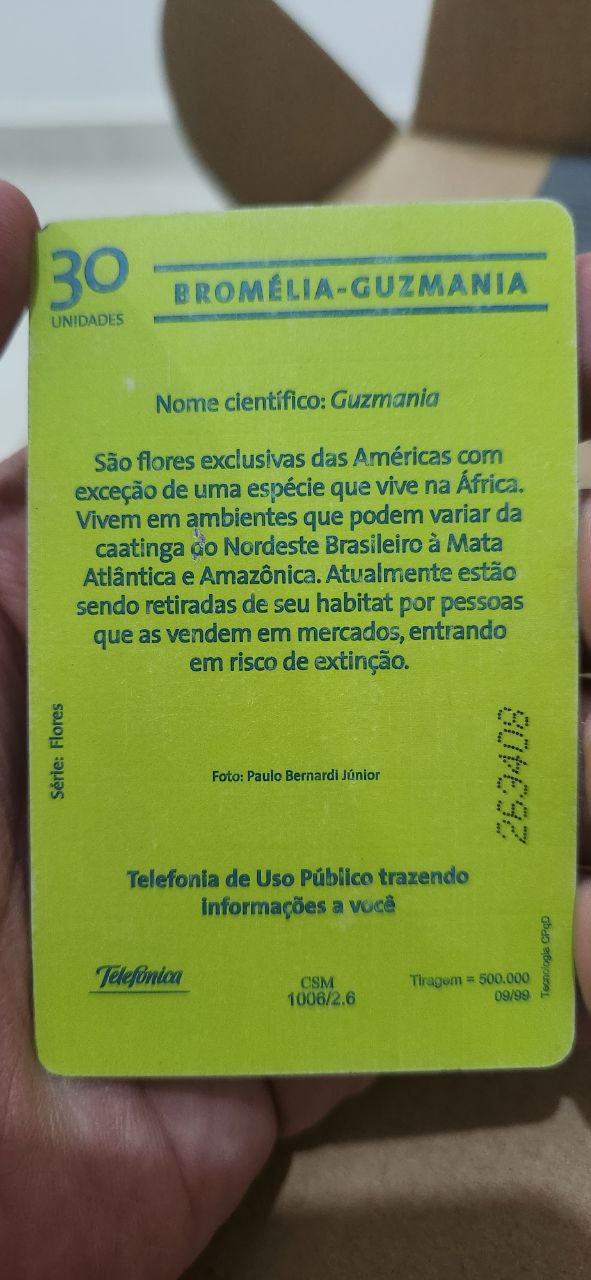 30
UNIDADES
BROMÉLIA-GUZMANIA
Nome científico: Guzmania
São flores exclusivas das Américas com
exceção de uma espécie que vive na África.
Vivem em ambientes que podem variar da
caatinga do Nordeste Brasileiro à Mata
Atlântica e Amazônica. Atualmente estão
sendo retiradas de seu habitat por pessoas
que as vendem em mercados, entrando
em risco de extinção.
Série: Flores
Foto: Paulo Bernardi Júnior
263408
Telefonia de Uso Público trazendo
informações a você
Telefónica
CSM
1006/2.6
Tiragem = 500.000
09/99
Tecnologia CPqD